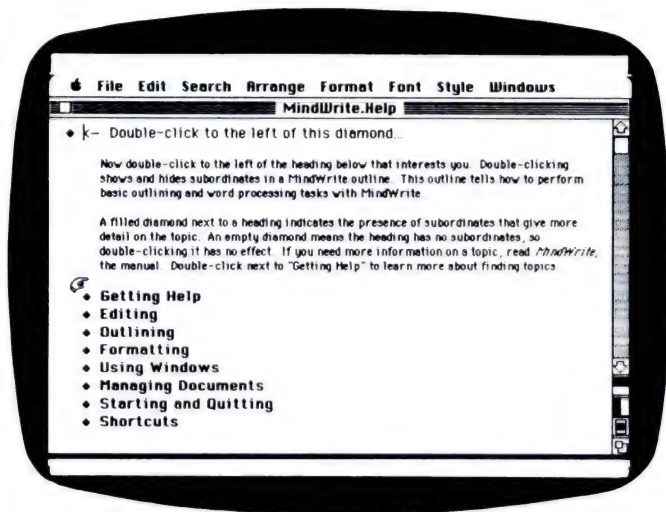 File Edit Search Arrange Format Font Style Windows
MindWrite.Help
<– Double-click to the left of this diamond...
Now double-click to the left of the heading below that interests you. Double-clicking
shows and hides subordinates in a MindWrite outline. This outline tells how to perform
basic outlining and word processing tasks with MindWrite.
A filled diamond next to a heading indicates the presence of subordinates that give more
detail on the topic. An empty diamond means the heading has no subordinates, so
double-clicking it has no effect. If you need more information on a topic, read MindWrite,
the manual. Double-click next to "Getting Help" to learn more about finding topics
Getting Help
Editing
Outlining
Formatting
Using Windows
Managing Documents
Starting and Quitting
Shortcuts